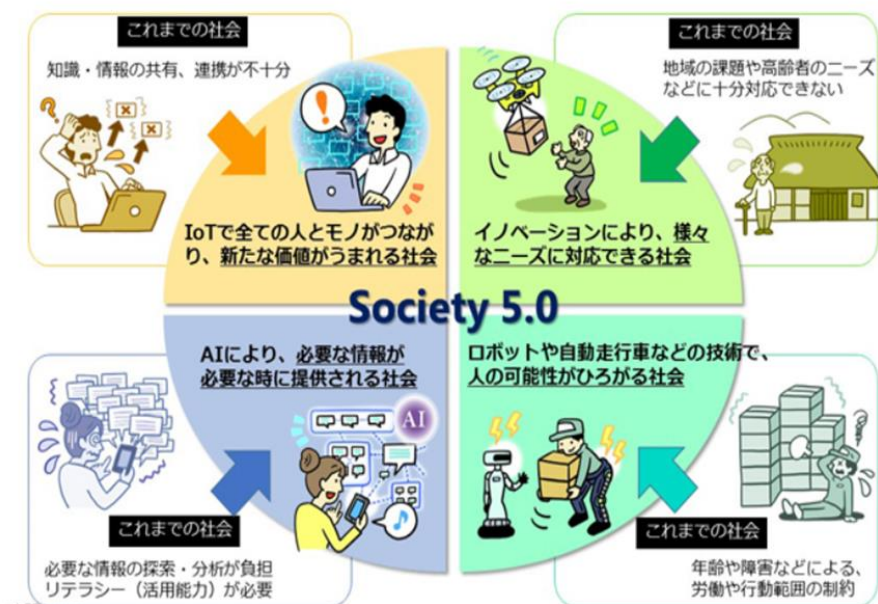 これまでの社会
知識・情報の共有、連携が不十分
IoTで全ての人とモノがつなが
り、新たな価値がうまれる社会
これまでの社会
地域の課題や高齢者のニーズ
などに十分対応できない
イノベーションにより、様々
なニーズに対応できる社会
Society 5.0
AIにより、必要な情報が
必要な時に提供される社会
AI
これまでの社会
必要な情報の探索・分析が負担
リテラシー（活用能力）が必要
ロボットや自動走行車などの技術で、
人の可能性がひろがる社会
これまでの社会
年齢や障害などによる、
労働や行動範囲の制約